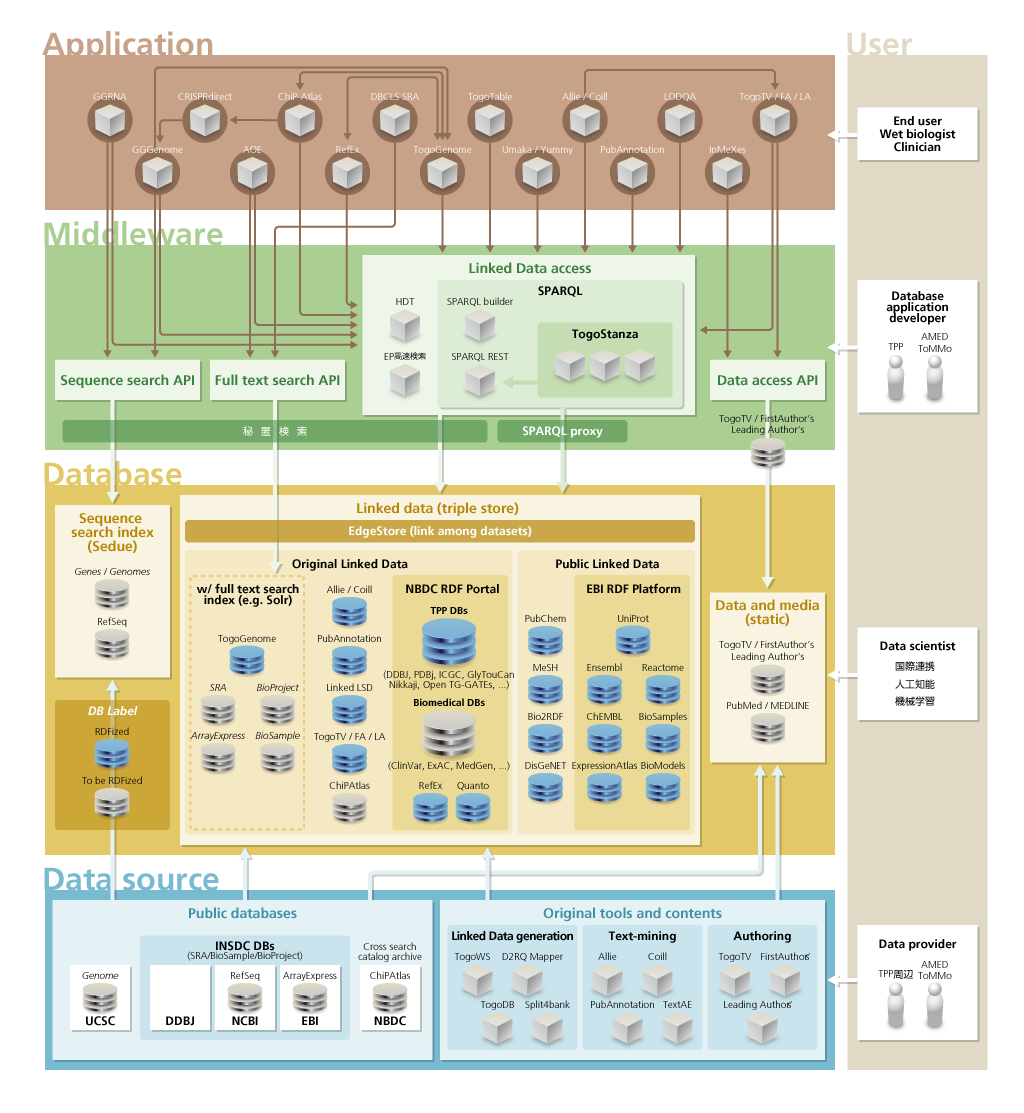 Application
User
GGRNA
CRISPRdirect
ChiP-Atlas
DBCLS SRA
TogoTable
Allie / Coill
LODQA
TogoTV / FA / LA
GGGenome
AOE
RefEx
TogoGenome
Umaka / Yummy
PubAnnotation
InMeXes
End user
Wet biologist
Clinician
Middleware
Linked Data access
HDT
EP高速検索
SPARQL
SPARQL builder
SPARQL REST
TogoStanza
Sequence search API
Full text search API
Data access API
秘 匿 検 索
SPARQL proxy
TogoTV / FirstAuthor's
Leading Author's
Database
application
developer
TPP
AMED
ToMMo
Database
Sequence
search index
(Sedue)
Genes / Genomes
RefSeq
DB Label
RDFized
To be RDFized
Linked data (triple store)
EdgeStore (link among datasets)
Original Linked Data
w/ full text search
index (e.g. Solr)
TogoGenome
SRA
BioProject
ArrayExpress
BioSample
Allie / Coill
PubAnnotation
Linked LSD
TogoTV / FA / LA
ChiPAtlas
NBDC RDF Portal
TPP DBs
(DDBJ, PDBj, ICGC, GlyTouCan
Nikkaji, Open TG-GATEs, ...)
Biomedical DBs
(ClinVar, ExAC, MedGen, ...)
RefEx
Quanto
Public Linked Data
PubChem
MeSH
Bio2RDF
DisGeNET
EBI RDF Platform
UniProt
Ensembl
Reactome
ChEMBL
BioSamples
ExpressionAtlas
BioModels
Data and media
(static)
TogoTV / FirstAuthor's
Leading Author's
PubMed / MEDLINE
Data scientist
国際連携
人工知能
機械学習
Data source
Public databases
INSDC DBs
(SRA/BioSample/BioProject)
Cross search
catalog archive
Genome
UCSC
DDBJ
RefSeq
NCBI
ArrayExpress
EBI
ChiPAtlas
NBDC
Original tools and contents
Linked Data generation
TogoWS
D2RQ Mapper
TogoDB
Split4bank
Text-mining
Allie
Coill
PubAnnotation
TextAE
Authoring
TogoTV
FirstAuthor's
Leading Author's
Data provider
TPP周辺
AMED
ToMMo